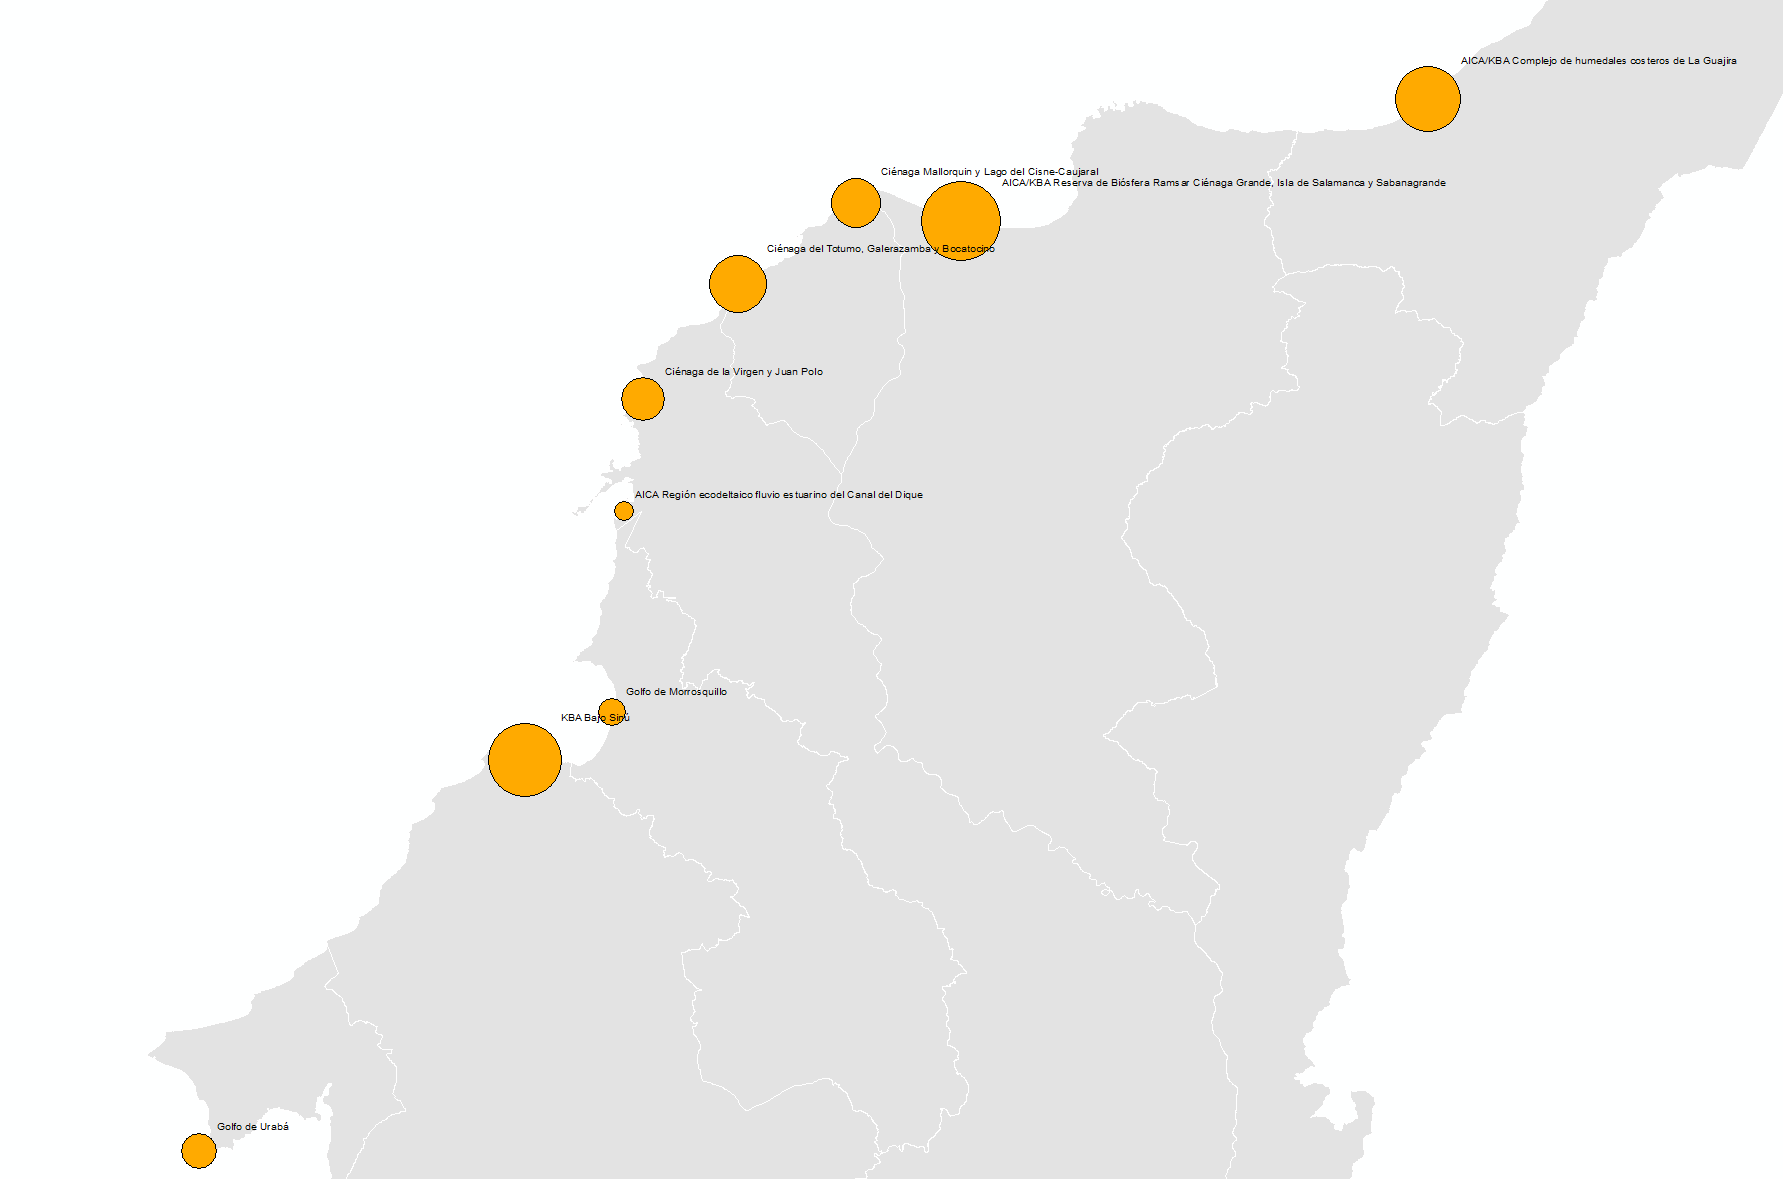 AICA/KBA Complejo de humedales costeros de La Guajira
Ciénaga Mallorquin y Lago del Cisne-Caujaral
AICA/KBA Reserva de Biósfera Ramsar Ciénaga Grande, Isla de Salamanca y Sabanagrande
Ciénaga del Totumo, Galerazamba y Bocatocino
Ciénaga de la Virgen y Juan Polo
AICA Región ecodeltaico fluvio estuarino del Canal del Dique
Golfo de Morrosquillo
KBA Bajo Sinú
Golfo de Urabá